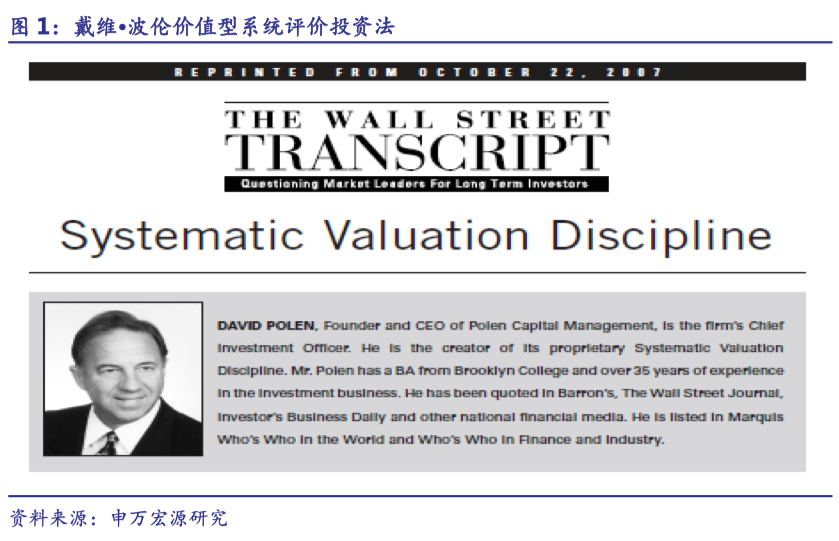 图 1：戴维•波伦价值型系统评价投资法
REPRINTED FROM OCTOBER 22, 2007
THE WALL STREET
TRANSCRIPT
Questioning Market Leaders For Long Term Investors
Systematic Valuation Discipline
DAVID POLEN, Founder and CEO of Polen Capital Management, is the firm's Chief
Investment Officer. He is the creator of its proprietary Systematic Valuation
Discipline. Mr. Polen has a BA from Brooklyn College and over 35 years of experience
in the investment business. He has been quoted in Barron's, The Wall Street Journal,
Investor's Business Daily and other national financial media. He is listed in Marquis
Who's Who in the World and Who's Who in Finance and Industry.
资料来源：申万宏源研究